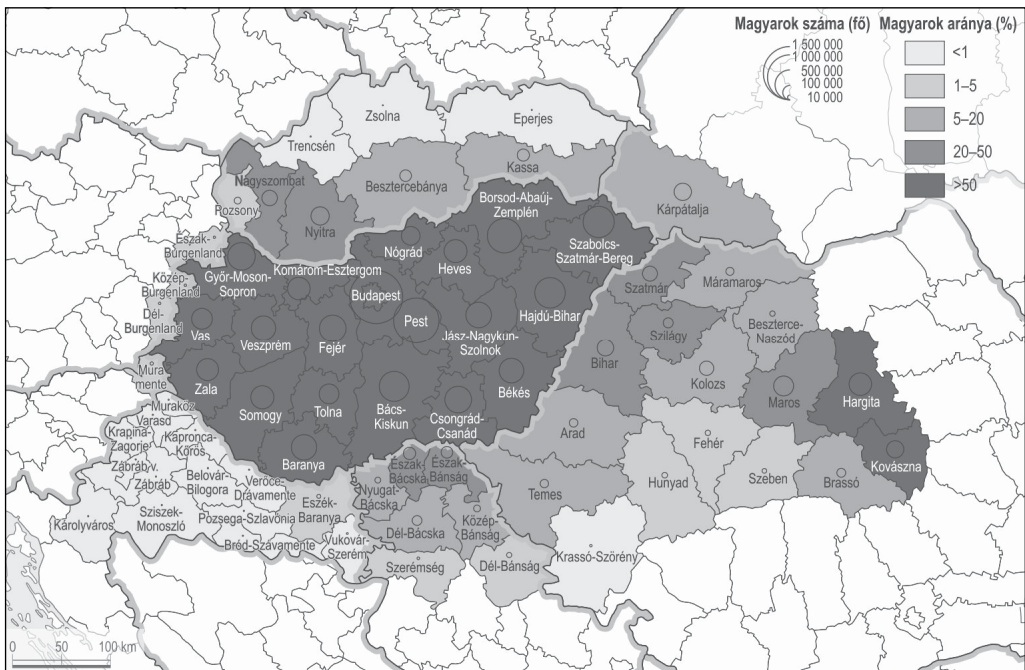 Magyarok száma (fő)
1 500 000
1 000 000
500 000
100 000
10 000
Magyarok aránya (%)
<1
1–5
5–20
20–50
>50
Zsolna
Eperjes
Trencsén
Kassa
Besztercebánya
Nagyszombat
Pozsony
Nyitra
Kárpátalja
Borsod-Abaúj-
Zemplén
Szabolcs-
Szatmár-Bereg
Nógrád
Heves
Észak-
Burgenland
Győr-Moson-
Sopron
Komárom-Esztergom
Budapest
Pest
Hajdú-Bihar
Jász-Nagykun-
Szolnok
Közép-
Burgenland
Dél-
Burgenland
Vas
Veszprém
Fejér
Szatmár
Máramaros
Szilágy
Beszterce-
Naszód
Bihar
Kolozs
Maros
Hargita
Kovászna
Mura
mente
Zala
Somogy
Tolna
Bács-
Kiskun
Csongrád-
Csanád
Békés
Baranya
Arad
Fehér
Hunyad
Szeben
Brassó
Temes
Krassó-Szörény
Muraköz
Varasd
Krapina-
Zagorje
Kapronca-
Kőrös
Zábráb v.
Zábráb
Belovár-
Bilogora
Verőce-
Drávamente
Eszék-
Baranya
Károlyváros
Sziszek-
Monoszló
Pozsega-Szlavónia
Bréd-Szávamente
Vukovár-
Szerém
Észak-
Bácska
Észak-
Bánság
Nyugat-
Bácska
Dél-Bácska
Közép-
Bánság
Szerémség
Dél-Bánság
0 50 100 km